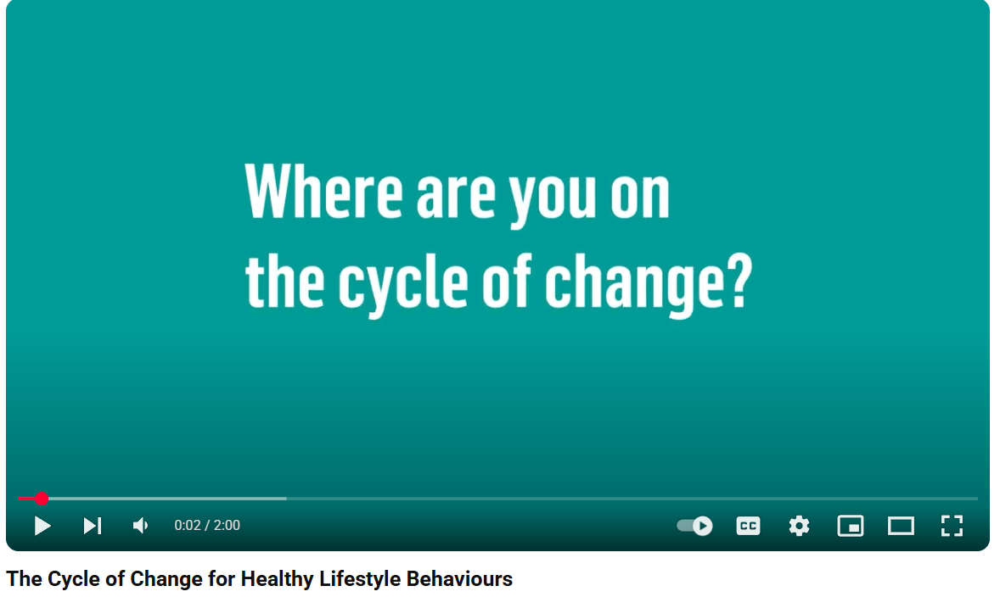 Where are you on
the cycle of change?
0:02 / 2:00
CC
The Cycle of Change for Healthy Lifestyle Behaviours